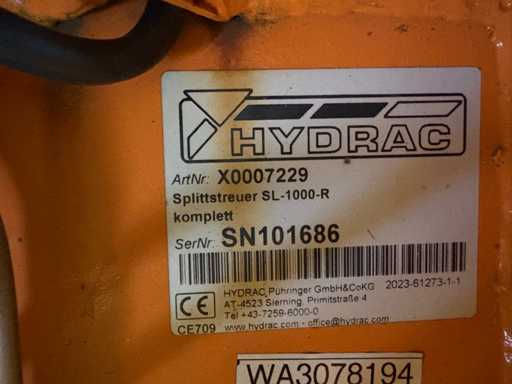 HYDRAC
ArtNr: X0007229
Splittstreuer SL-1000-R
komplett
SerNr: SN101686
HYDRAC Pühringer GmbH&CoKG 2023-61273-1-1
AT-4523 Sierning, Primitstraße 4
Tel +43-7259-6000-0
CE709 www.hydrac.com - office@hydrac.com
CE
WA3078194